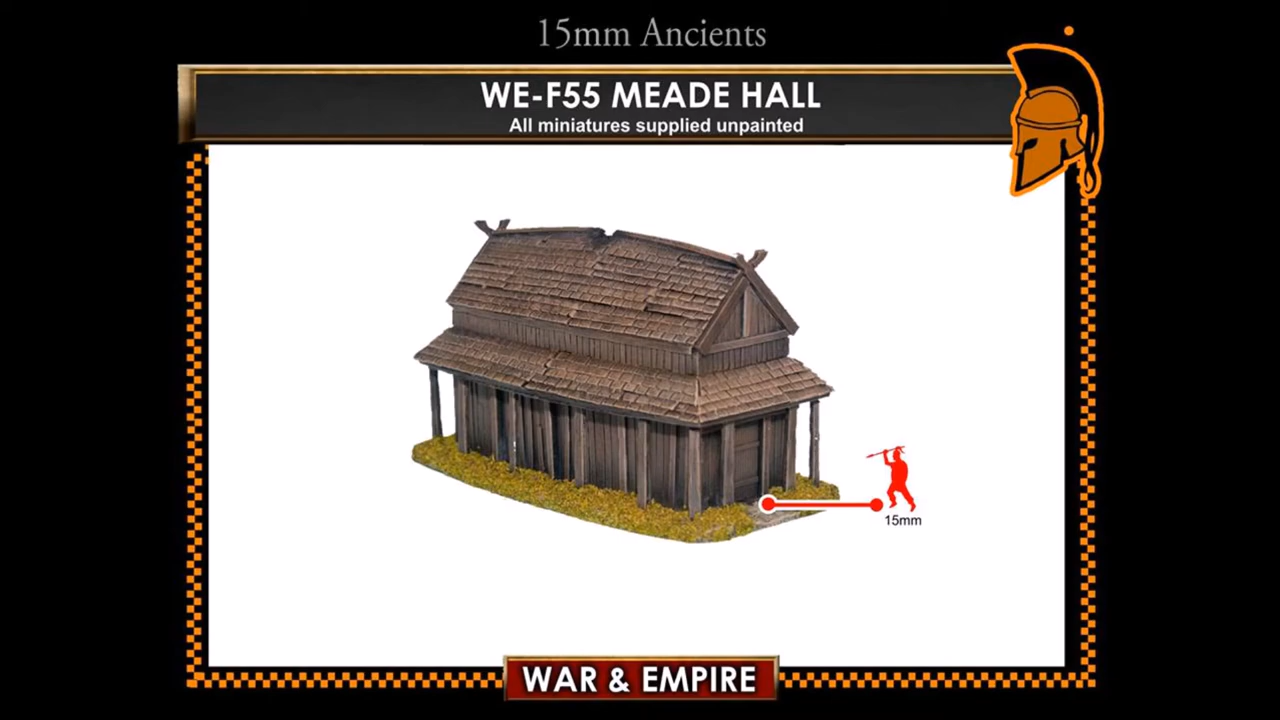 15mm Ancients
WE-F55 MEADE HALL
All miniatures supplied unpainted
15mm
WAR & EMPIRE